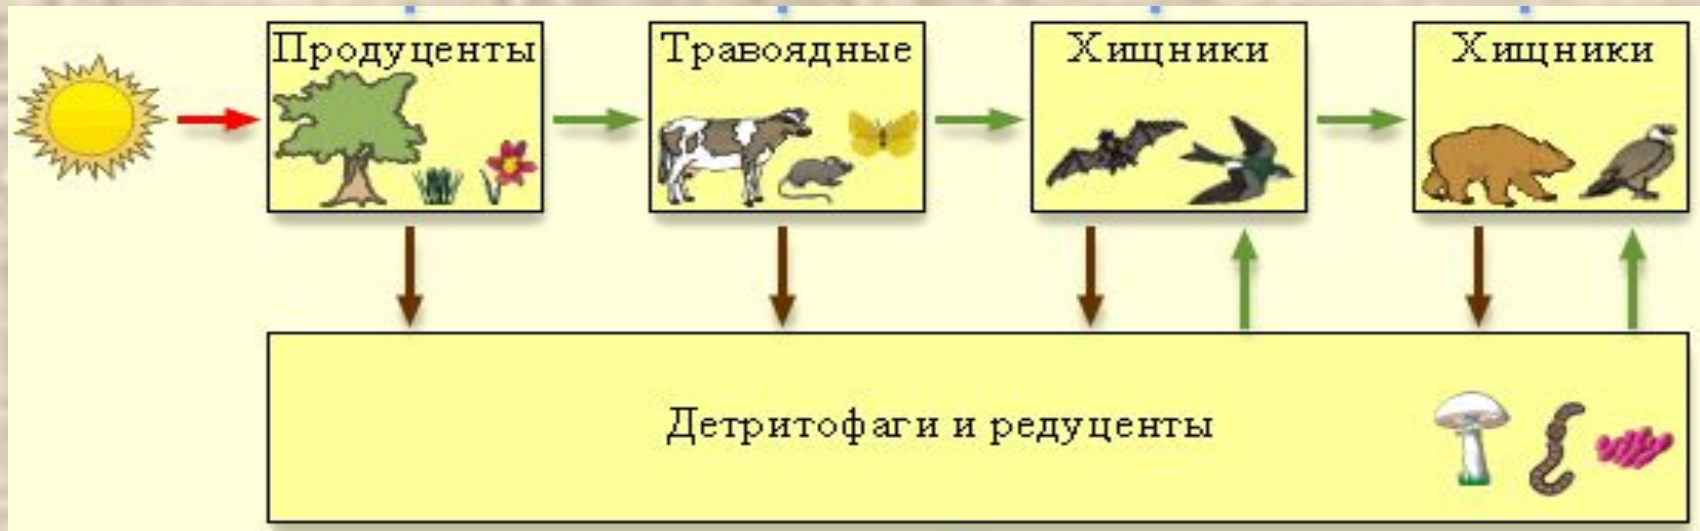 Продуценты
Травоядные
Хищники
Хищники
Детритофаги и редуценты